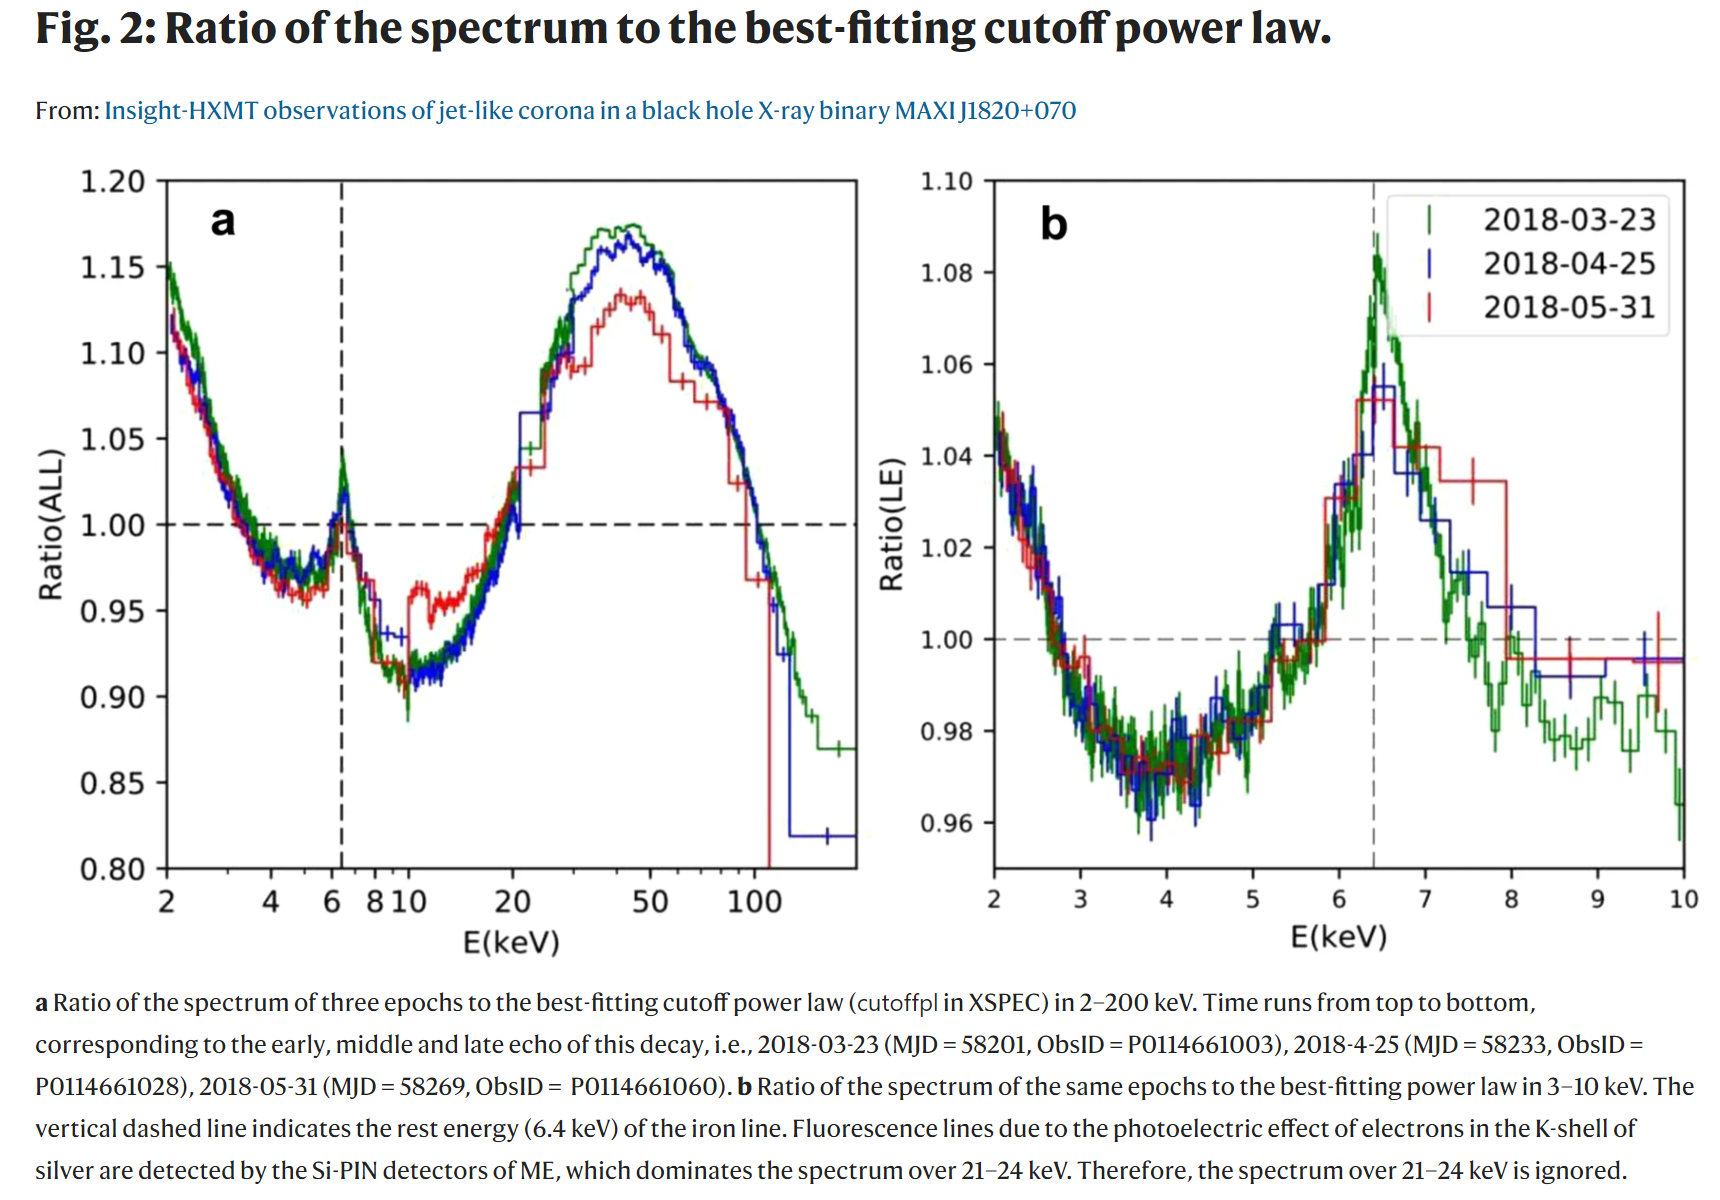 Fig. 2: Ratio of the spectrum to the best-fitting cutoff power law.
From: Insight-HXMT observations of jet-like corona in a black hole X-ray binary MAXI J1820+070
a
1.20
1.15
1.10
1.05
1.00
0.95
0.90
0.85
0.80
Ratio(ALL)
2 4 6 8 10 20 50 100
E(keV)
b
2018-03-23
2018-04-25
2018-05-31
1.10
1.08
1.06
1.04
1.02
1.00
0.98
0.96
Ratio(LE)
2 3 4 5 6 7 8 9 10
E(keV)
a Ratio of the spectrum of three epochs to the best-fitting cutoff power law (cutoffpl in XSPEC) in 2–200 keV. Time runs from top to bottom,
corresponding to the early, middle and late echo of this decay, i.e., 2018-03-23 (MJD = 58201, ObsID = P0114661003), 2018-4-25 (MJD = 58233, ObsID =
P0114661028), 2018-05-31 (MJD = 58269, ObsID = P0114661060). b Ratio of the spectrum of the same epochs to the best-fitting power law in 3–10 keV. The
vertical dashed line indicates the rest energy (6.4 keV) of the iron line. Fluorescence lines due to the photoelectric effect of electrons in the K-shell of
silver are detected by the Si-PIN detectors of ME, which dominates the spectrum over 21–24 keV. Therefore, the spectrum over 21–24 keV is ignored.